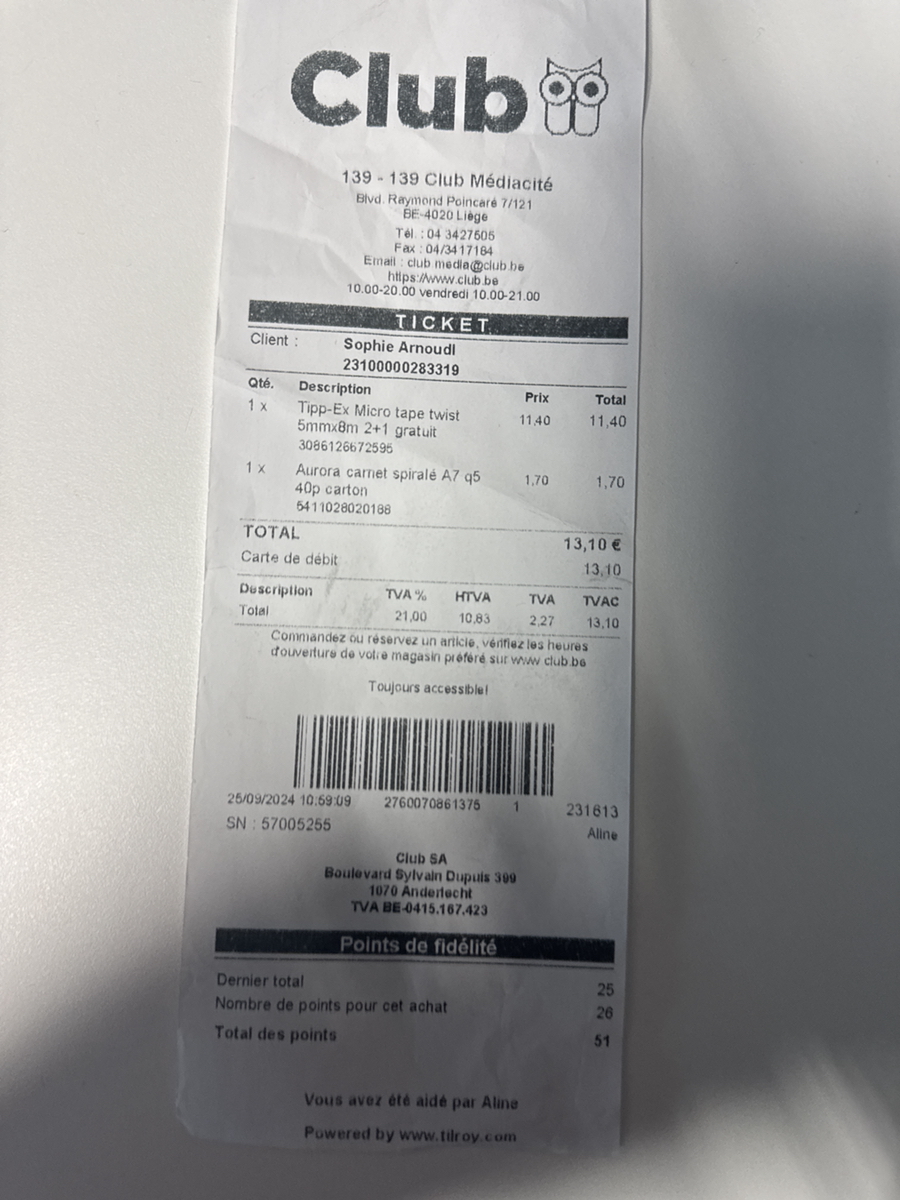 Club
139 - 139 Club Médiacité
Blvd. Raymond Poincaré 7/121
BE-4020 Liège
Tél. : 04 3427605
Fax : 04/3417164
Email : club media@club.be
https://www.club.be
10.00-20.00 vendredi 10.00-21.00
TICKET
Client : Sophie Arnoudl
23100000283319
Qté. Description Prix Total
1 x Tipp-Ex Micro tape twist 11,40 11,40
5mmx8m 2+1 gratuit
3086126672595
1 x Aurora carnet spiralé A7 q5 1,70 1,70
40p carton
5411028020188
TOTAL 13,10 €
Carte de débit 13,10
Description TVA % HTVA TVA TVAC
Total 21,00 10,83 2,27 13,10
Commandez ou réservez un article, vérifiez les heures
d'ouverture de votre magasin préféré sur www club.be
Toujours accessible!
25/09/2024 10:59:09 2760070861375 1 231613
SN : 57005255 Aline
Club SA
Boulevard Sylvain Dupuis 399
1070 Anderlecht
TVA BE-0415.167.423
Points de fidélité
Dernier total 25
Nombre de points pour cet achat 26
Total des points 51
Vous avez été aidé par Aline
Powered by www.tilroy.com